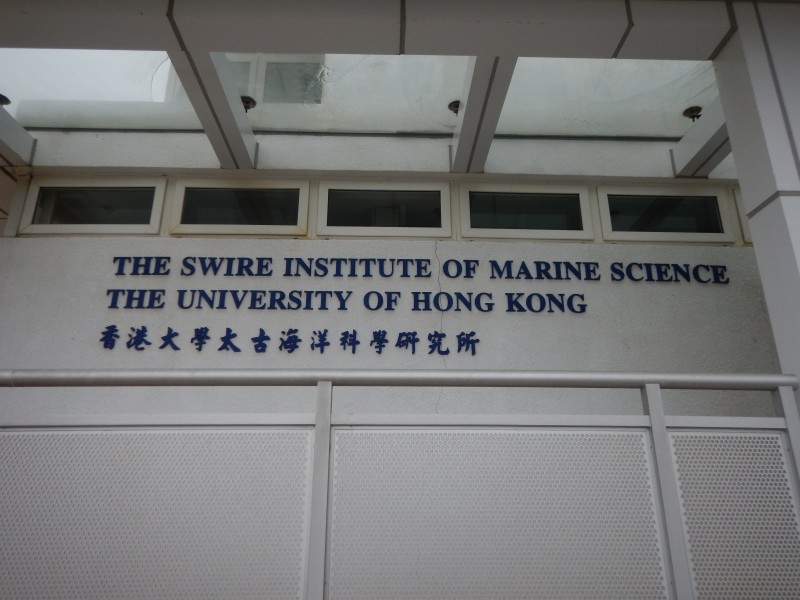 THE SWIRE INSTITUTE OF MARINE SCIENCE
THE UNIVERSITY OF HONG KONG
香港大學太古海洋科學研究所